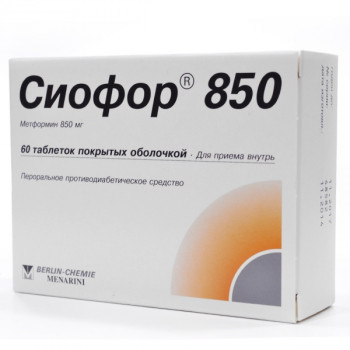 Сиофор® 850
Метформин 850 мг
60 таблеток покрытых оболочкой - Для приема внутрь
Пероральное противодиабетическое средство
BERLIN-CHEMIE
MENARINI